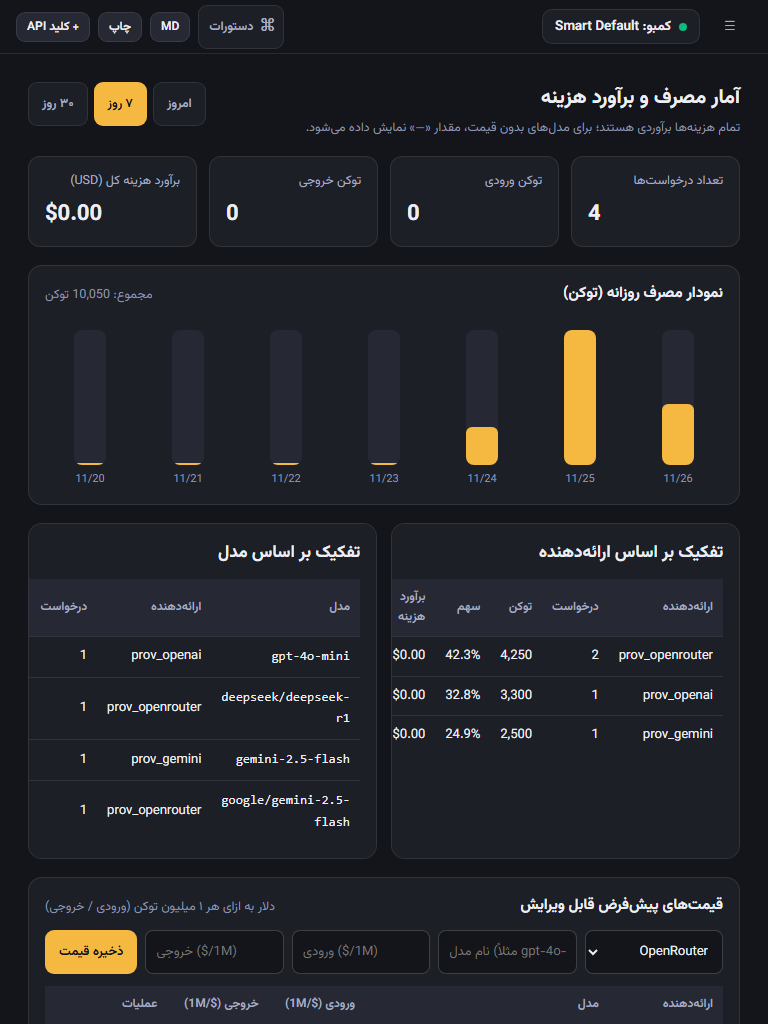 ☰
کمبو: Smart Default
⌘ دستورات
MD
چاپ
+ کلید API
آمار مصرف و برآورد هزینه
تمام هزینه‌ها برآوردی هستند؛ برای مدل‌های بدون قیمت، مقدار «—» نمایش داده می‌شود.
امروز
۷ روز
۳۰ روز
تعداد درخواست‌ها
4
توکن ورودی
0
توکن خروجی
0
برآورد هزینه کل (USD)
$0.00
نمودار مصرف روزانه (توکن)
مجموع: 10,050 توکن
11/20 11/21 11/22 11/23 11/24 11/25 11/26
تفکیک بر اساس ارائه‌دهنده
ارائه‌دهنده درخواست توکن سهم برآورد هزینه
prov_openrouter 2 4,250 42.3% $0.00
prov_openai 1 3,300 32.8% $0.00
prov_gemini 1 2,500 24.9% $0.00
تفکیک بر اساس مدل
مدل ارائه‌دهنده درخواست
gpt-4o-mini prov_openai 1
deepseek/deepseek-r1 prov_openrouter 1
gemini-2.5-flash prov_gemini 1
google/gemini-2.5-flash prov_openrouter 1
قیمت‌های پیش‌فرض قابل ویرایش
دلار به ازای هر ۱ میلیون توکن (ورودی / خروجی)
OpenRouter
نام مدل (مثلاً gpt-4o-
ورودی ($/1M)
خروجی ($/1M)
ذخیره قیمت
ارائه‌دهنده مدل ورودی ($/1M) خروجی ($/1M) عملیات